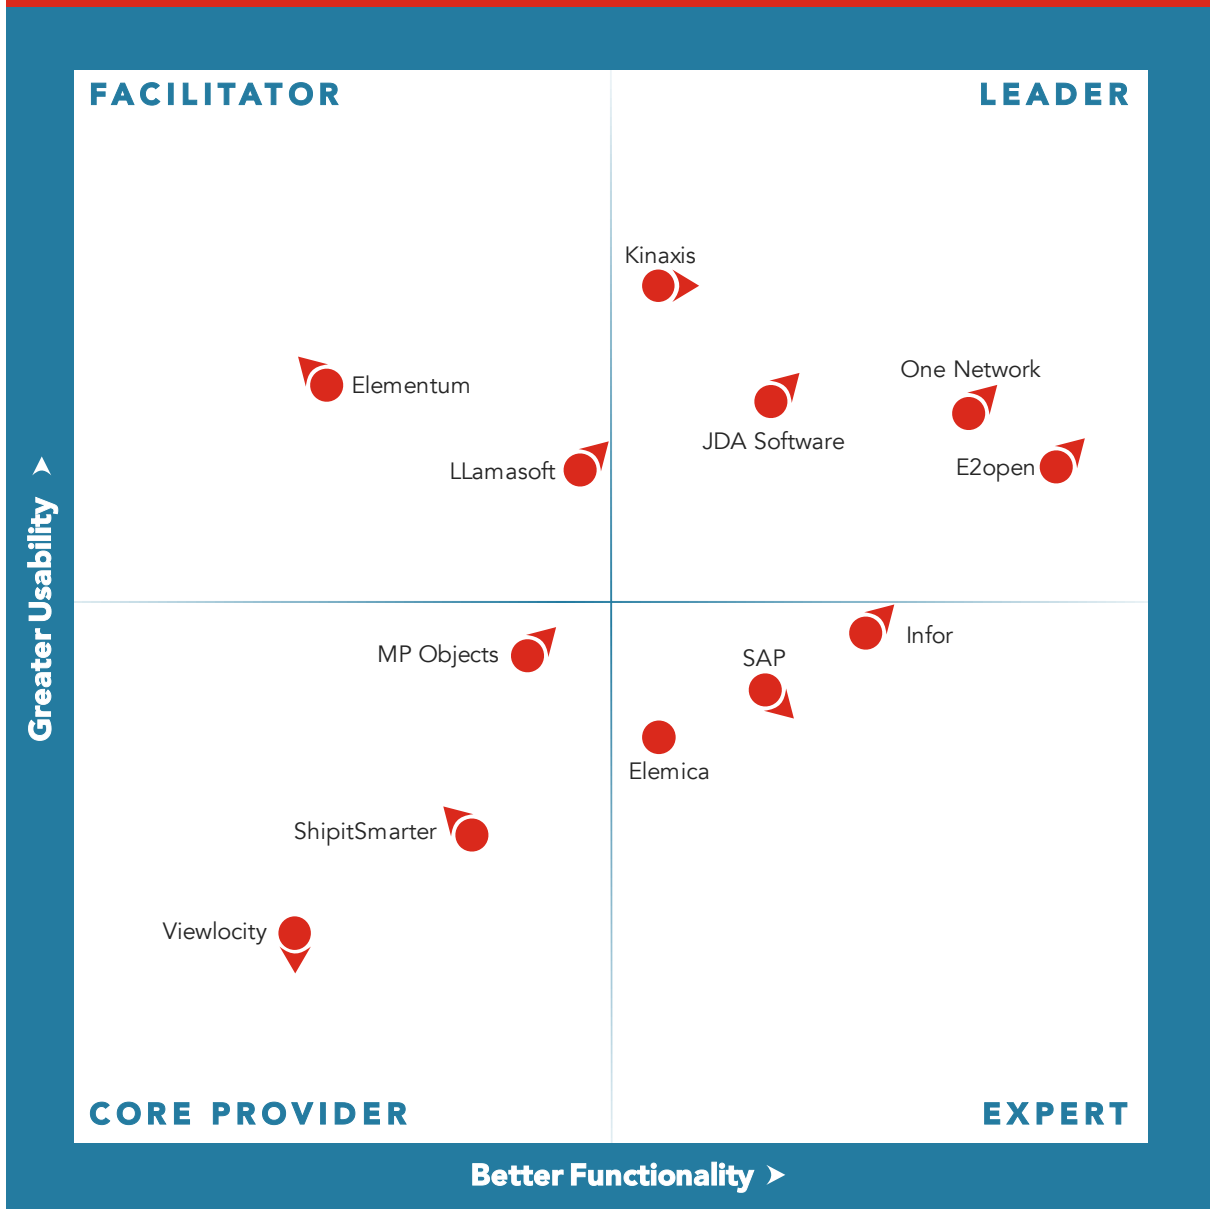 FACILITATOR
LEADER
Kinaxis
One Network
Elementum
JDA Software
E2open
LLamasoft
Greater Usability
Infor
MP Objects
SAP
Elemica
ShipitSmarter
Viewlocity
CORE PROVIDER
EXPERT
Better Functionality